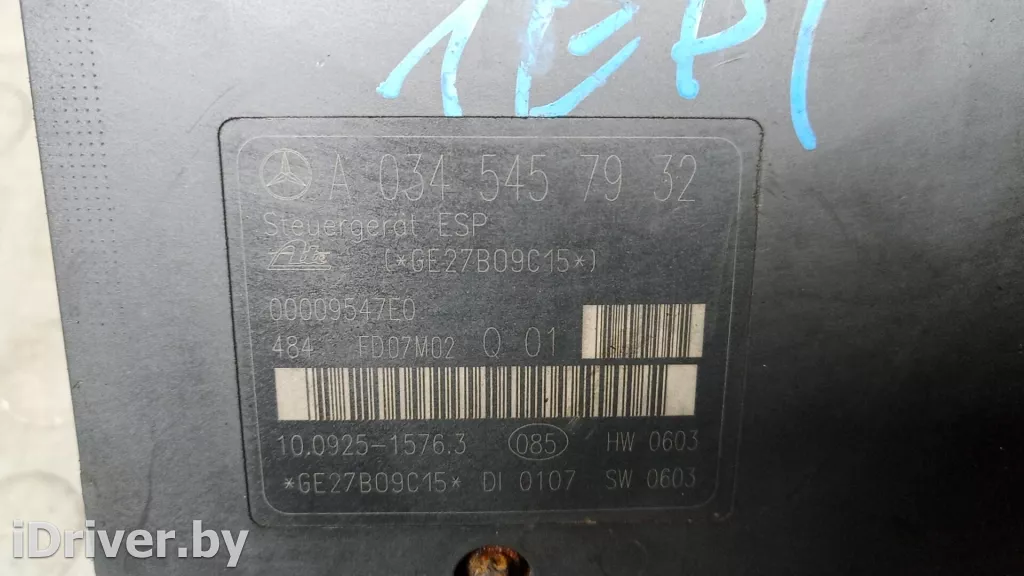 A 034 545 79 32
Steuergerät ESP
Ate (*GE27B09C15*)
00009547E0
484 FD07M02 Q 01
10.0925-1576.3 085 HW 0603
*GE27B09C15* DI 0107 SW 0603
iDriver.by